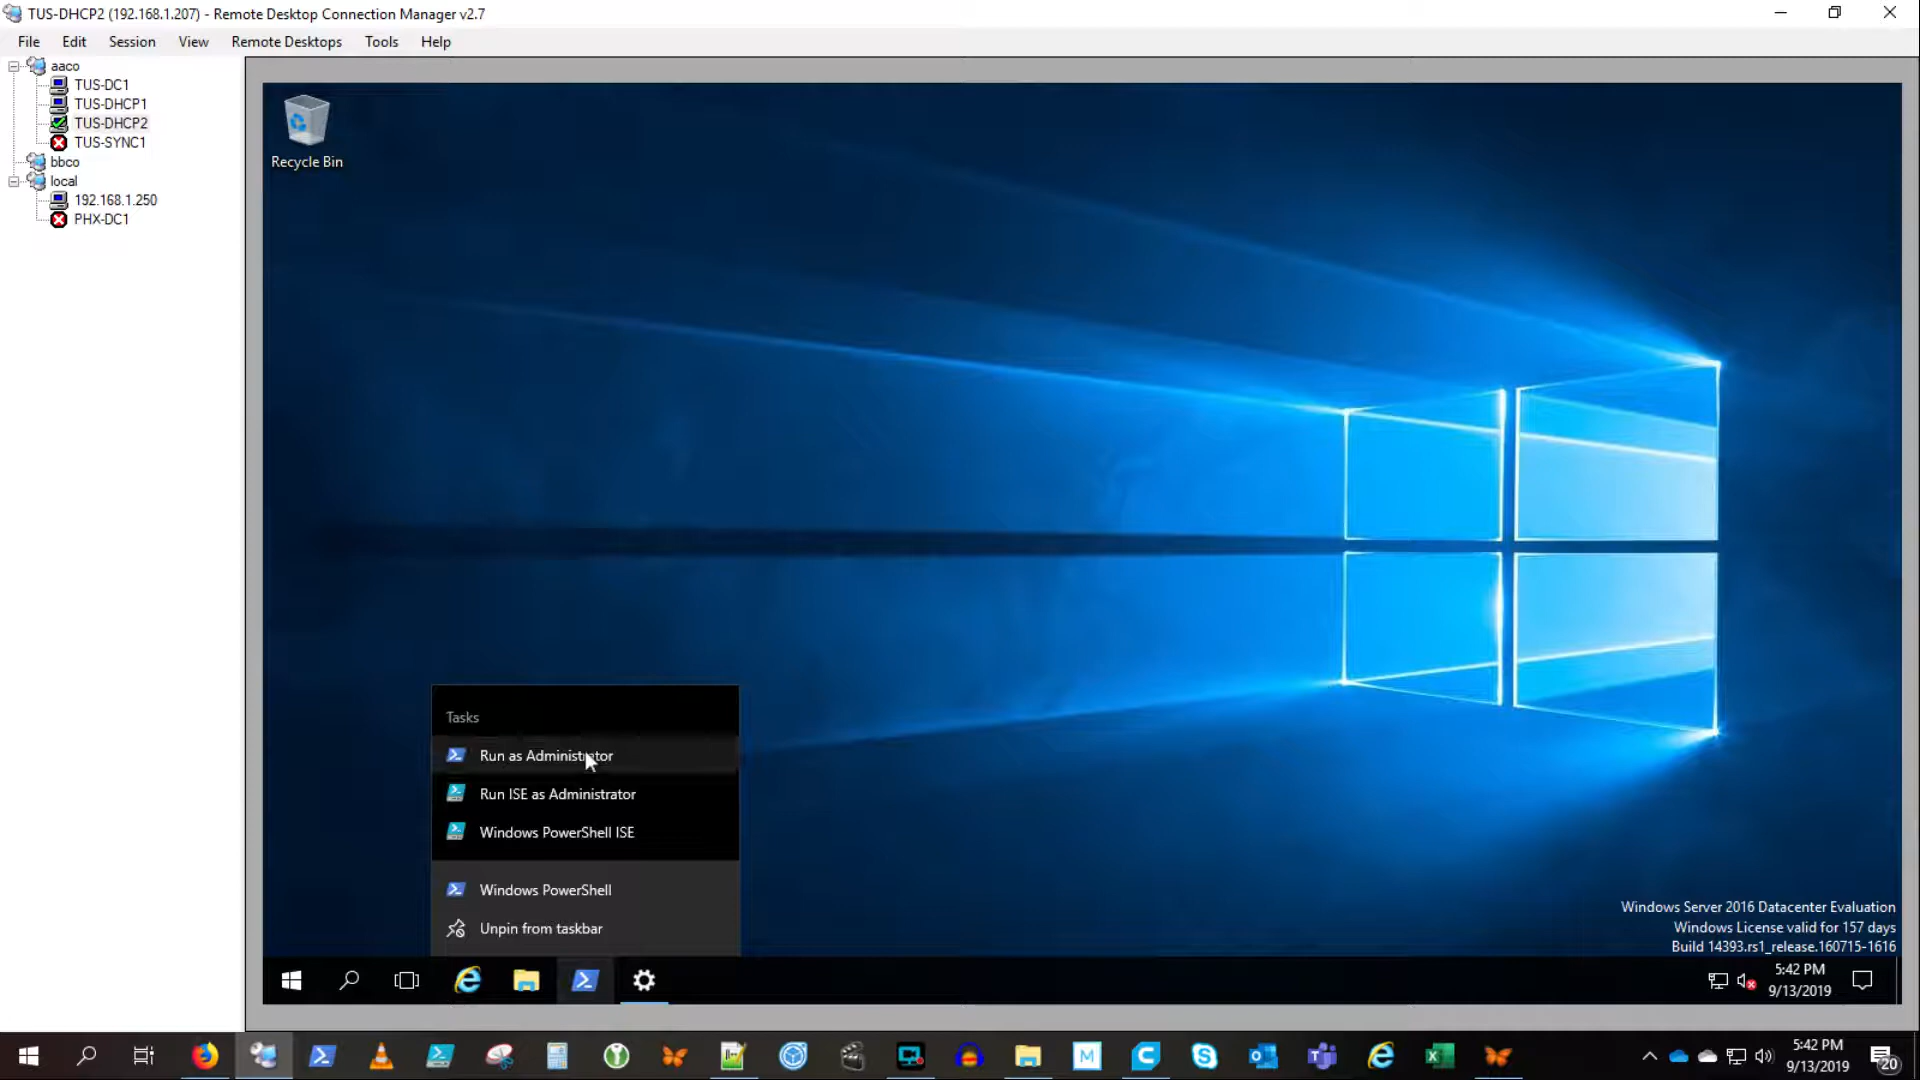 TUS-DHCP2 (192.168.1.207) - Remote Desktop Connection Manager v2.7
File Edit Session View Remote Desktops Tools Help
aaco
TUS-DC1
TUS-DHCP1
TUS-DHCP2
TUS-SYNC1
bbco
local
192.168.1.250
PHX-DC1
Recycle Bin
Tasks
Run as Administrator
Run ISE as Administrator
Windows PowerShell ISE
Windows PowerShell
Unpin from taskbar
Windows Server 2016 Datacenter Evaluation
Windows License valid for 157 days
Build 14393.rs1_release.160715-1616
5:42 PM
9/13/2019
5:42 PM
9/13/2019
20